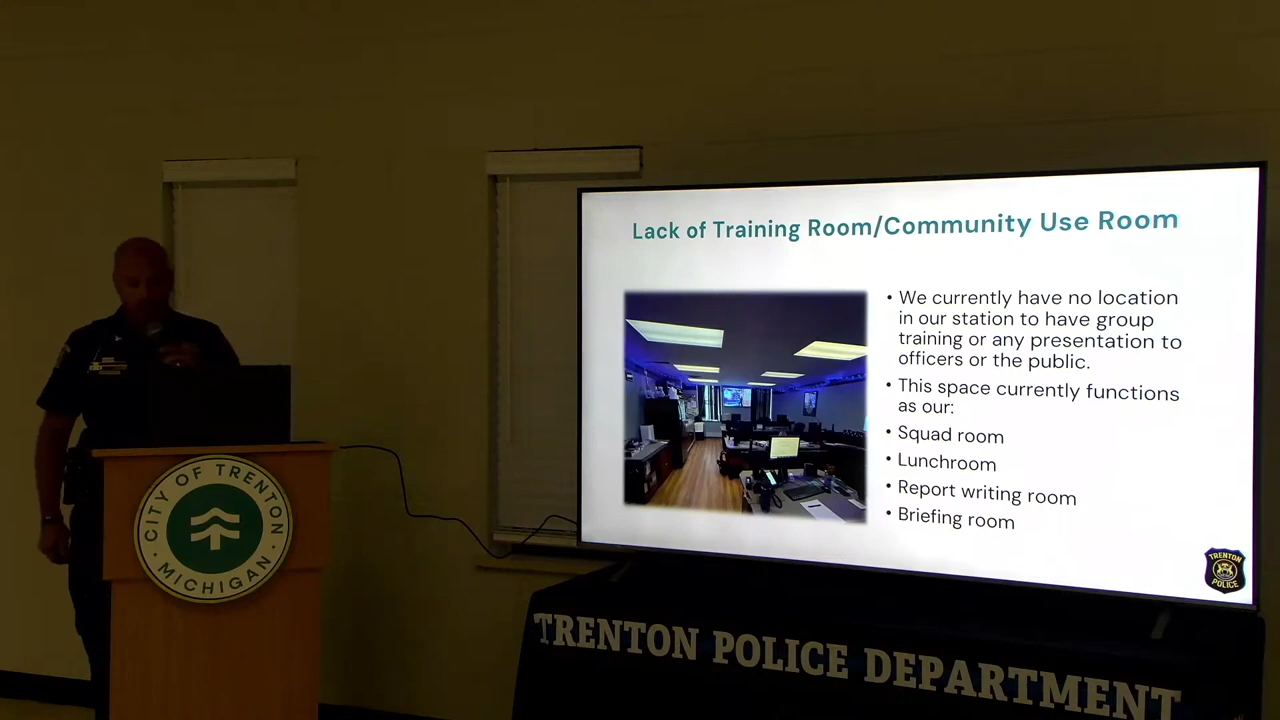 Lack of Training Room/Community Use Room
• We currently have no location
in our station to have group
training or any presentation to
officers or the public.
• This space currently functions
as our:
• Squad room
• Lunchroom
• Report writing room
• Briefing room
TRENTON
POLICE
CITY OF TRENTON
• MICHIGAN •
TRENTON POLICE DEPARTMENT